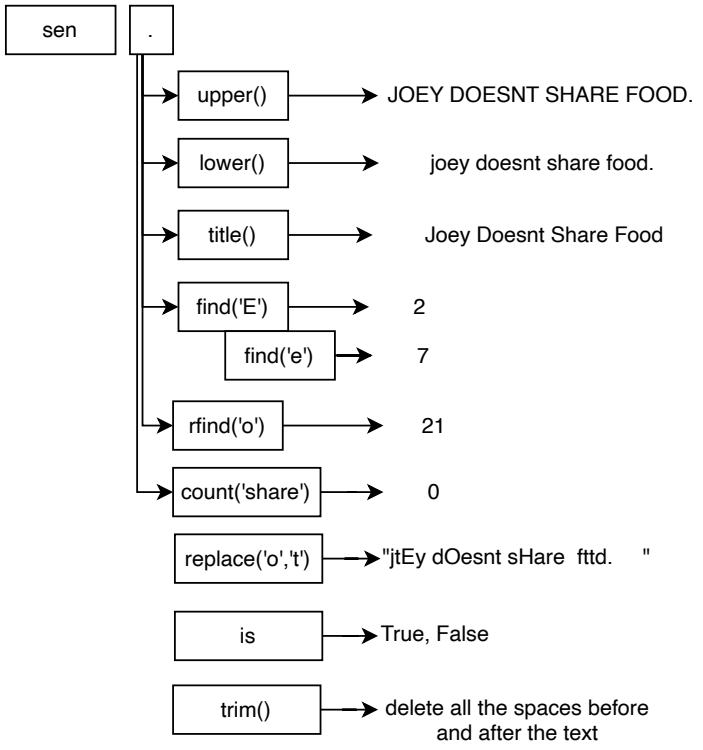 sen .
upper() JOEY DOESNT SHARE FOOD.
lower() joey doesnt share food.
title() Joey Doesnt Share Food
find('E') 2
find('e') 7
rfind('o') 21
count('share') 0
replace('o','t') "jtEy dOesnt sHare  fttd.     "
is True, False
trim() delete all the spaces before
and after the text